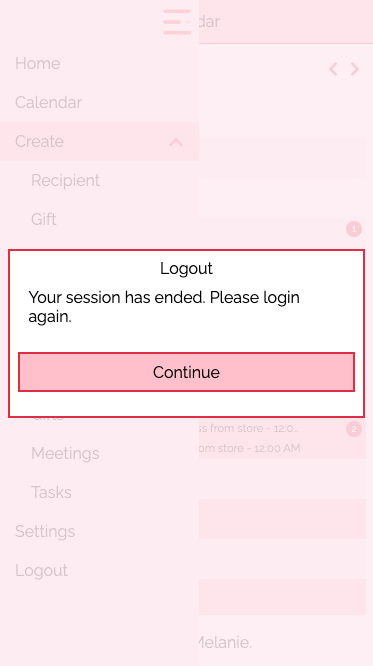 dar
Home
Calendar
Create
Recipient
Gift
1
Logout
Your session has ended. Please login
again.
Continue
ss from store - 12:0...
2
om store - 12:00 AM
Meetings
Tasks
Settings
Logout
Melanie.